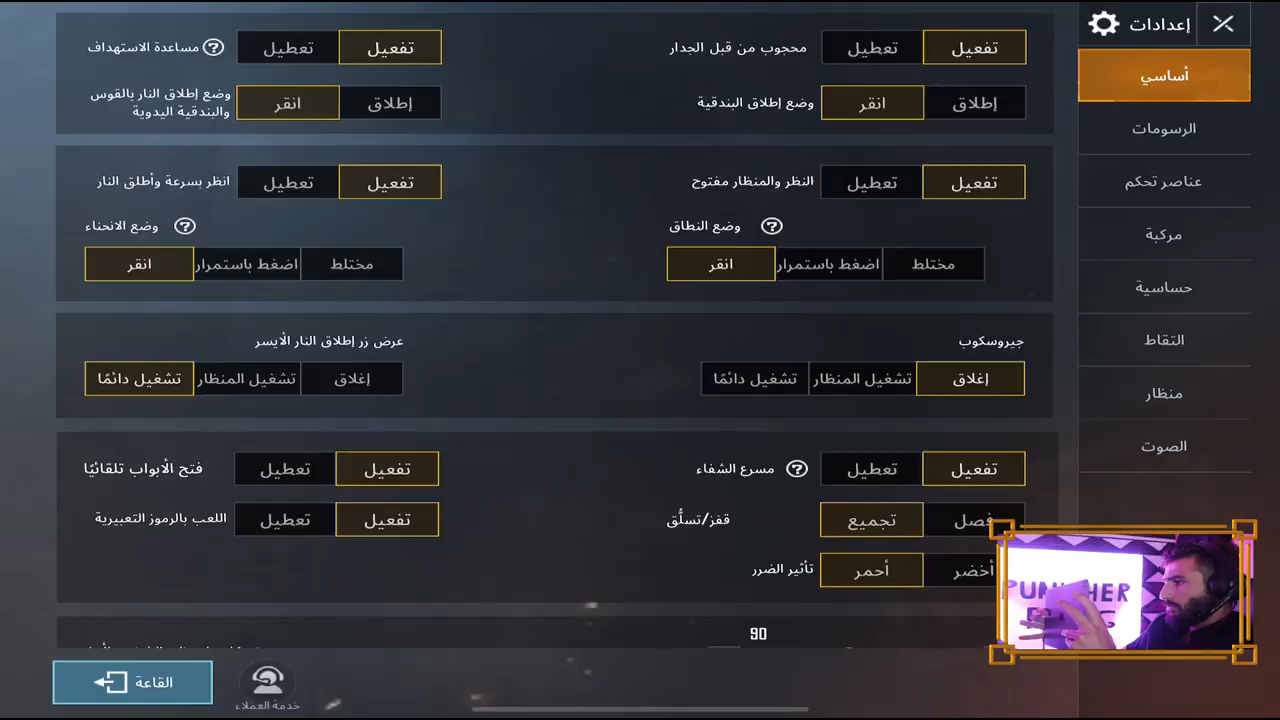 إعدادات
أساسي
الرسومات
عناصر تحكم
مركبة
حساسية
التقاط
منظار
الصوت
محجوب من قبل الجدار تفعيل تعطيل
مساعدة الاستهداف ? تفعيل تعطيل
وضع إطلاق البندقية إطلاق انقر
وضع إطلاق النار بالقوس
والبندقية اليدوية إطلاق انقر
النظر والمنظار مفتوح تفعيل تعطيل
انظر بسرعة وأطلق النار تفعيل تعطيل
وضع النطاق ?
مختلط اضغط باستمرار انقر
وضع الانحناء ?
مختلط اضغط باستمرار انقر
جيروسكوب
إغلاق تشغيل المنظار تشغيل دائمًا
عرض زر إطلاق النار الأيسر
إغلاق تشغيل المنظار تشغيل دائمًا
مسرع الشفاء ? تفعيل تعطيل
فتح الأبواب تلقائيًا تفعيل تعطيل
قفز/تسلُّق فصل تجميع
اللعب بالرموز التعبيرية تفعيل تعطيل
تأثير الضرر أخضر أحمر
90
القاعة
خدمة العملاء